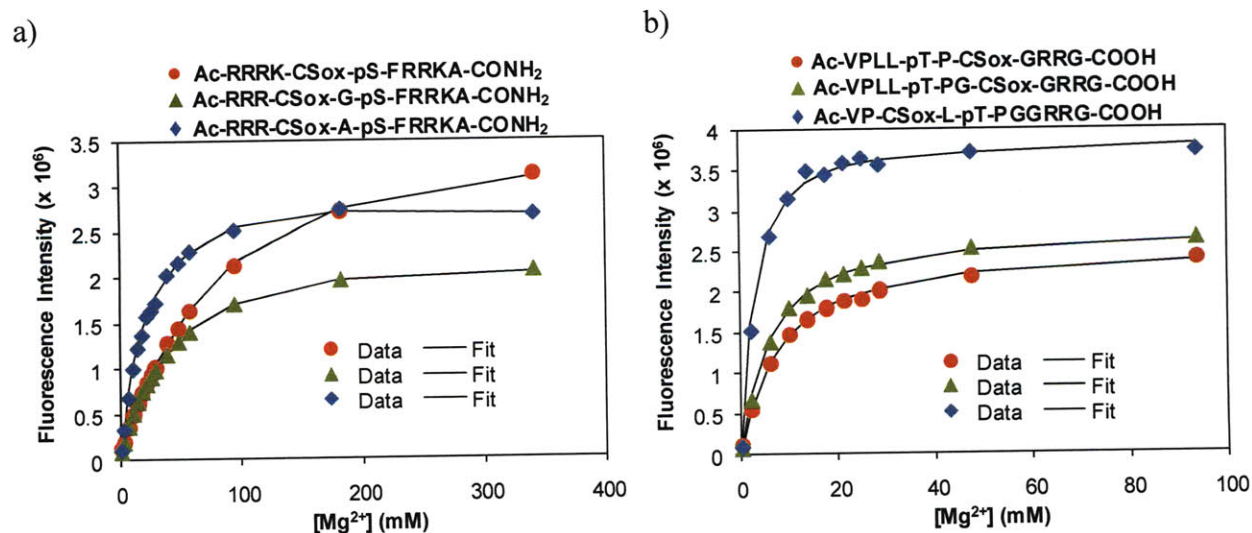 a)
Ac-RRRK-CSox-pS-FRRKA-CONH₂
Ac-RRR-CSox-G-pS-FRRKA-CONH₂
Ac-RRR-CSox-A-pS-FRRKA-CONH₂
Fluorescence Intensity (x 10⁶)
3.5
3
2.5
2
1.5
1
0.5
0
Data Fit
Data Fit
Data Fit
0 100 200 300 400
[Mg²⁺] (mM)
b)
Ac-VPLL-pT-P-CSox-GRRG-COOH
Ac-VPLL-pT-PG-CSox-GRRG-COOH
Ac-VP-CSox-L-pT-PGGRRG-COOH
Fluorescence Intensity (x 10⁶)
4
3.5
3
2.5
2
1.5
1
0.5
0
Data Fit
Data Fit
Data Fit
0 20 40 60 80 100
[Mg²⁺] (mM)